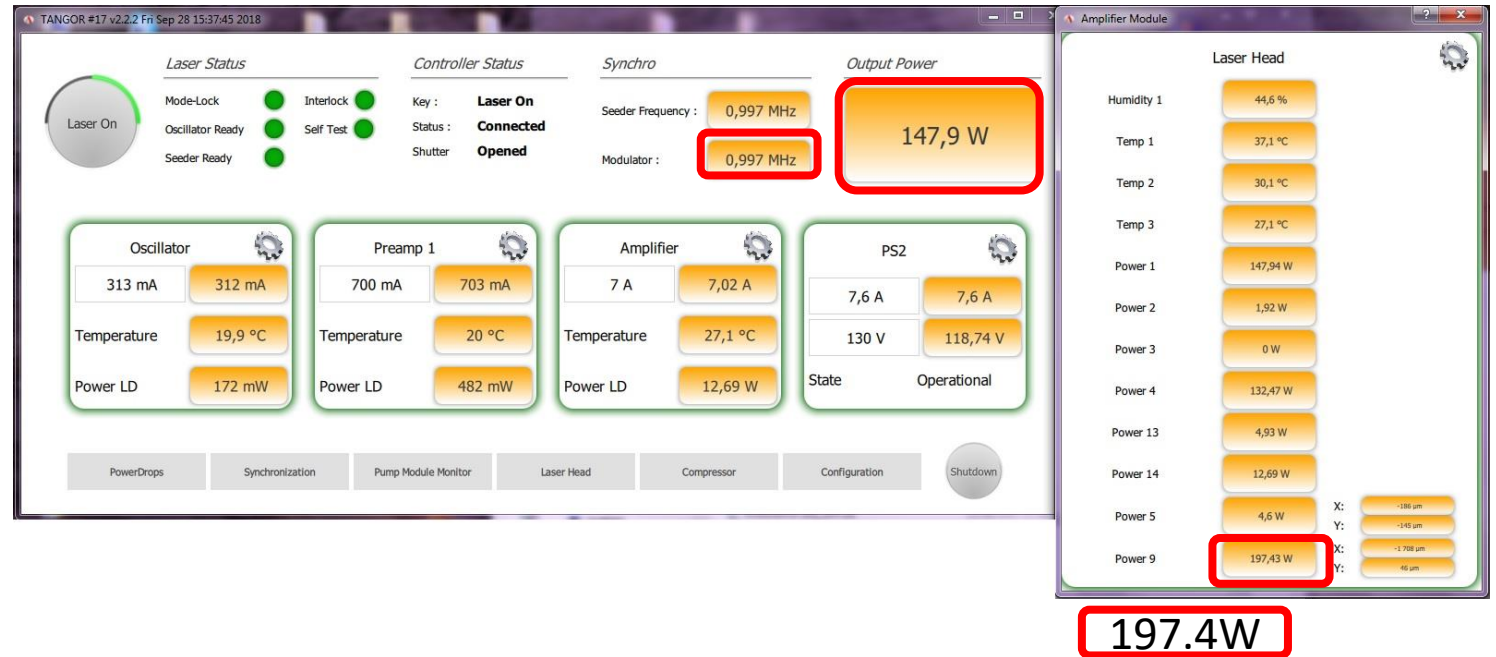 TANGOR #17 v2.2.2 Fri Sep 28 15:37:45 2018
Laser On
Laser Status
Mode-Lock
Interlock
Oscillator Ready
Self Test
Seeder Ready
Controller Status
Key : Laser On
Status : Connected
Shutter Opened
Synchro
Seeder Frequency : 0,997 MHz
Modulator : 0,997 MHz
Output Power
147,9 W
Oscillator
313 mA 312 mA
Temperature 19,9 °C
Power LD 172 mW
Preamp 1
700 mA 703 mA
Temperature 20 °C
Power LD 482 mW
Amplifier
7 A 7,02 A
Temperature 27,1 °C
Power LD 12,69 W
PS2
7,6 A 7,6 A
130 V 118,74 V
State Operational
PowerDrops
Synchronization
Pump Module Monitor
Laser Head
Compressor
Configuration
Shutdown
Amplifier Module
Laser Head
Humidity 1 44,6 %
Temp 1 37,1 °C
Temp 2 30,1 °C
Temp 3 27,1 °C
Power 1 147,94 W
Power 2 1,92 W
Power 3 0 W
Power 4 132,47 W
Power 13 4,93 W
Power 14 12,69 W
Power 5 4,6 W
X: -186 µm
Y: -145 µm
Power 9 197,43 W
X: -1 708 µm
Y: 46 µm
197.4W